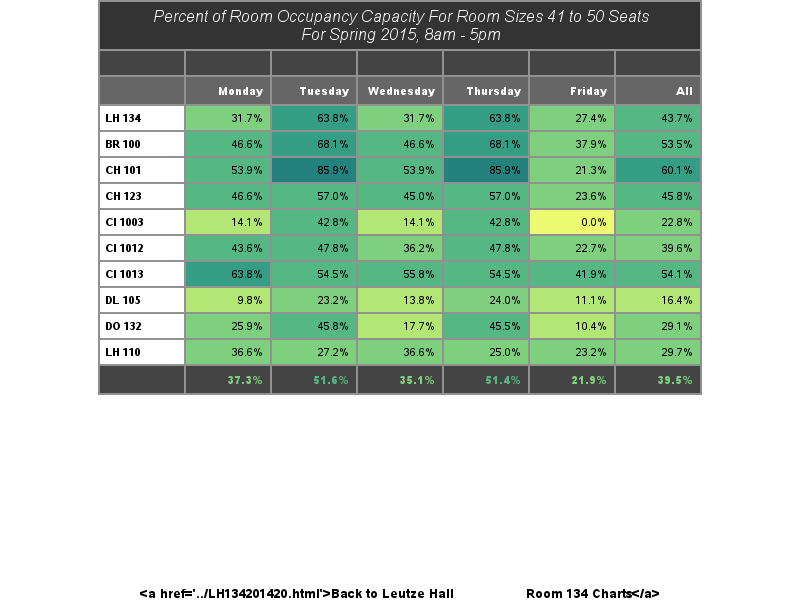 Percent of Room Occupancy Capacity For Room Sizes 41 to 50 Seats
For Spring 2015, 8am - 5pm
Monday Tuesday Wednesday Thursday Friday All
LH 134 31.7% 63.8% 31.7% 63.8% 27.4% 43.7%
BR 100 46.6% 68.1% 46.6% 68.1% 37.9% 53.5%
CH 101 53.9% 85.9% 53.9% 85.9% 21.3% 60.1%
CH 123 46.6% 57.0% 45.0% 57.0% 23.6% 45.8%
CI 1003 14.1% 42.8% 14.1% 42.8% 0.0% 22.8%
CI 1012 43.6% 47.8% 36.2% 47.8% 22.7% 39.6%
CI 1013 63.8% 54.5% 55.8% 54.5% 41.9% 54.1%
DL 105 9.8% 23.2% 13.8% 24.0% 11.1% 16.4%
DO 132 25.9% 45.8% 17.7% 45.5% 10.4% 29.1%
LH 110 36.6% 27.2% 36.6% 25.0% 23.2% 29.7%
37.3% 51.6% 35.1% 51.4% 21.9% 39.5%
<a href='../LH134201420.html'>Back to Leutze Hall Room 134 Charts</a>